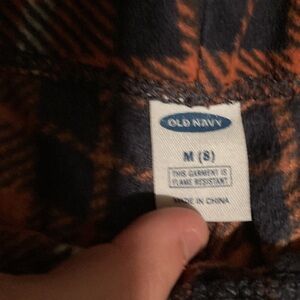 OLD NAVY
M (8)
THIS GARMENT IS
FLAME RESISTANT
MADE IN CHINA